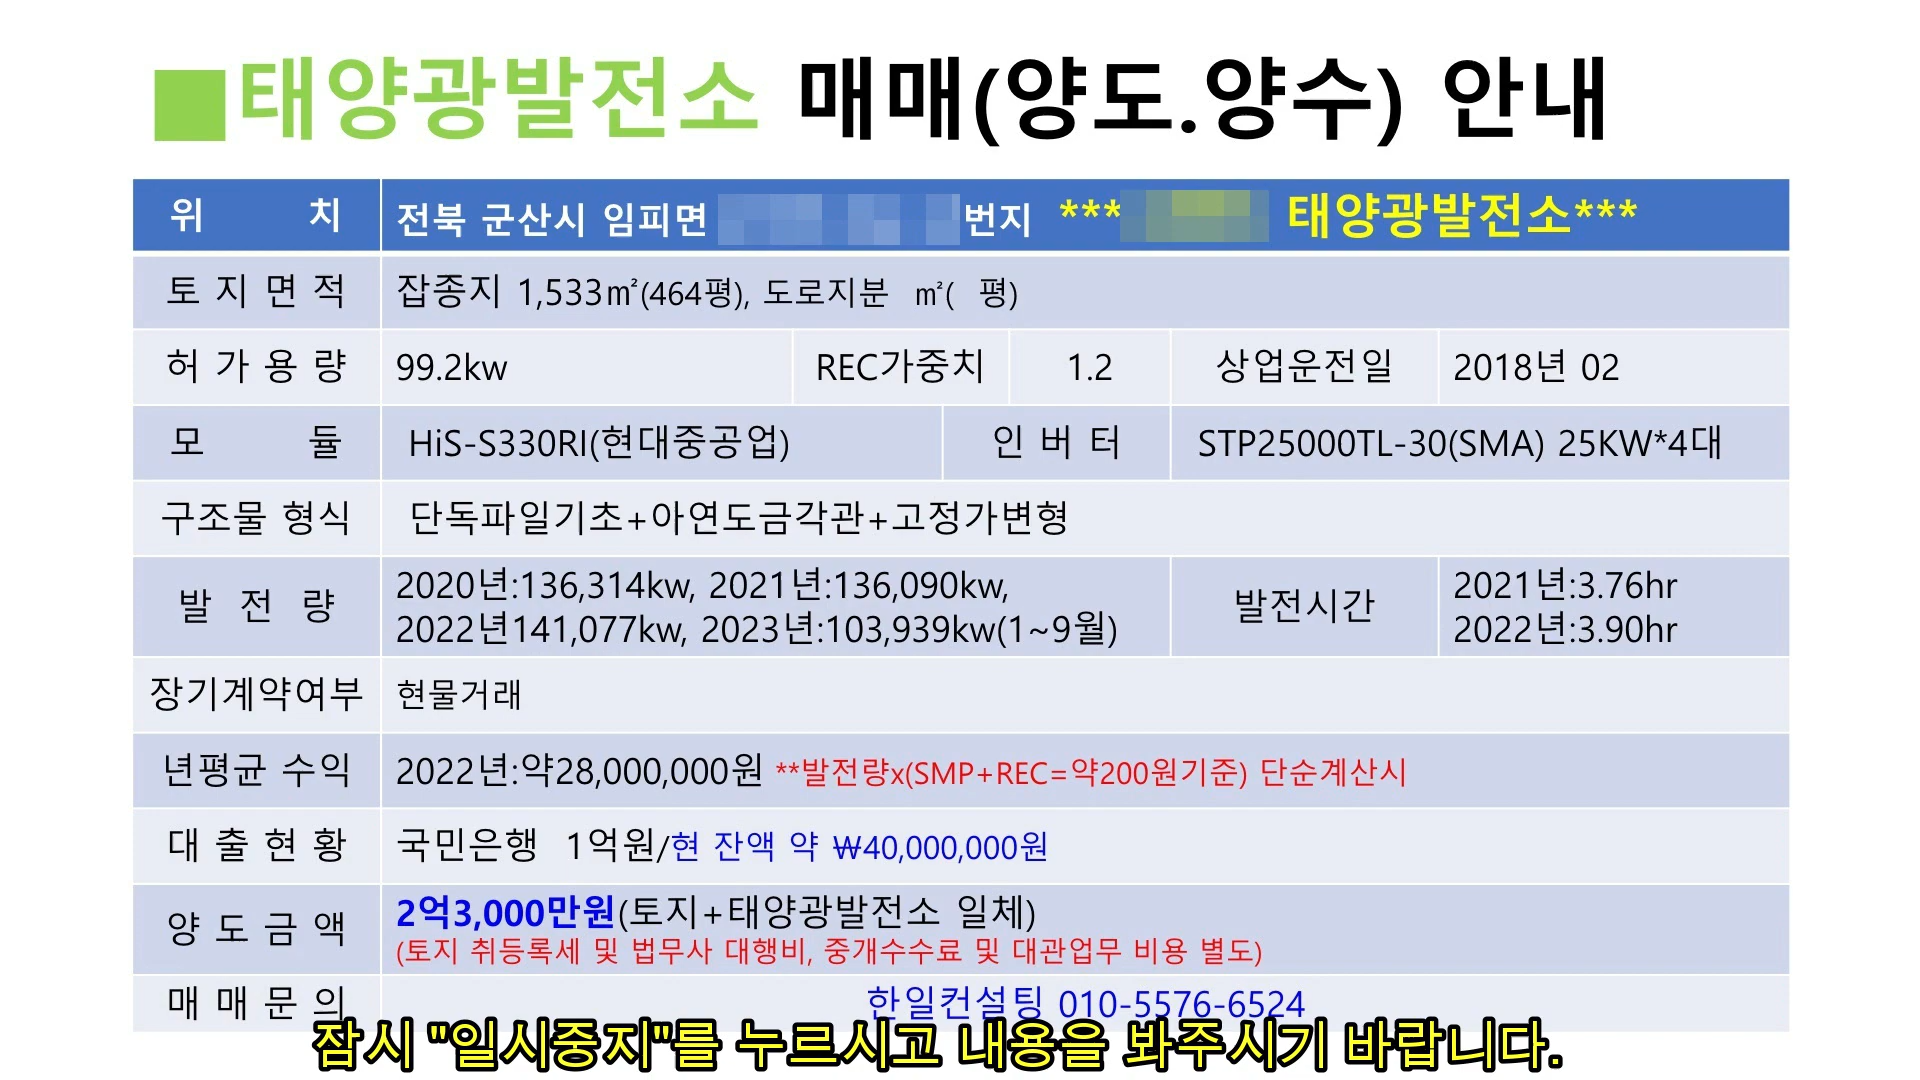 ■태양광발전소 매매(양도.양수) 안내
위 치 전북 군산시 임피면 번지 *** 태양광발전소***
토 지 면 적 잡종지 1,533㎡(464평), 도로지분 ㎡( 평)
허 가 용 량 99.2kw REC가중치 1.2 상업운전일 2018년 02
모 듈 HiS-S330RI(현대중공업) 인 버 터 STP25000TL-30(SMA) 25KW*4대
구조물 형식 단독파일기초+아연도금각관+고정가변형
발 전 량 2020년:136,314kw, 2021년:136,090kw,
2022년141,077kw, 2023년:103,939kw(1~9월)
발전시간 2021년:3.76hr
2022년:3.90hr
장기계약여부 현물거래
년평균 수익 2022년:약28,000,000원 **발전량x(SMP+REC=약200원기준) 단순계산시
대 출 현 황 국민은행 1억원/현 잔액 약 ₩40,000,000원
양 도 금 액 2억3,000만원(토지+태양광발전소 일체)
(토지 취등록세 및 법무사 대행비, 중개수수료 및 대관업무 비용 별도)
매 매 문 의 한일컨설팅 010-5576-6524
잠시 "일시중지"를 누르시고 내용을 봐주시기 바랍니다.